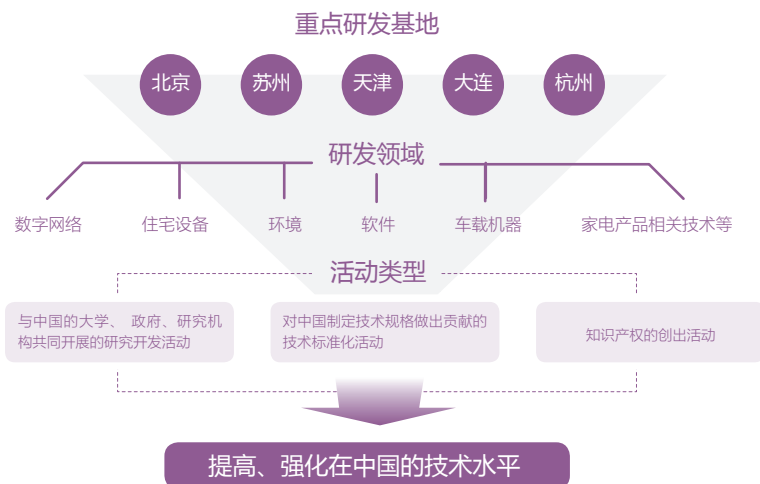 重点研发基地
北京 苏州 天津 大连 杭州
研发领域
数字网络 住宅设备 环境 软件 车载机器 家电产品相关技术等
活动类型
与中国的大学、 政府、研究机
构共同开展的研究开发活动
对中国制定技术规格做出贡献的
技术标准化活动
知识产权的创出活动
提高、强化在中国的技术水平